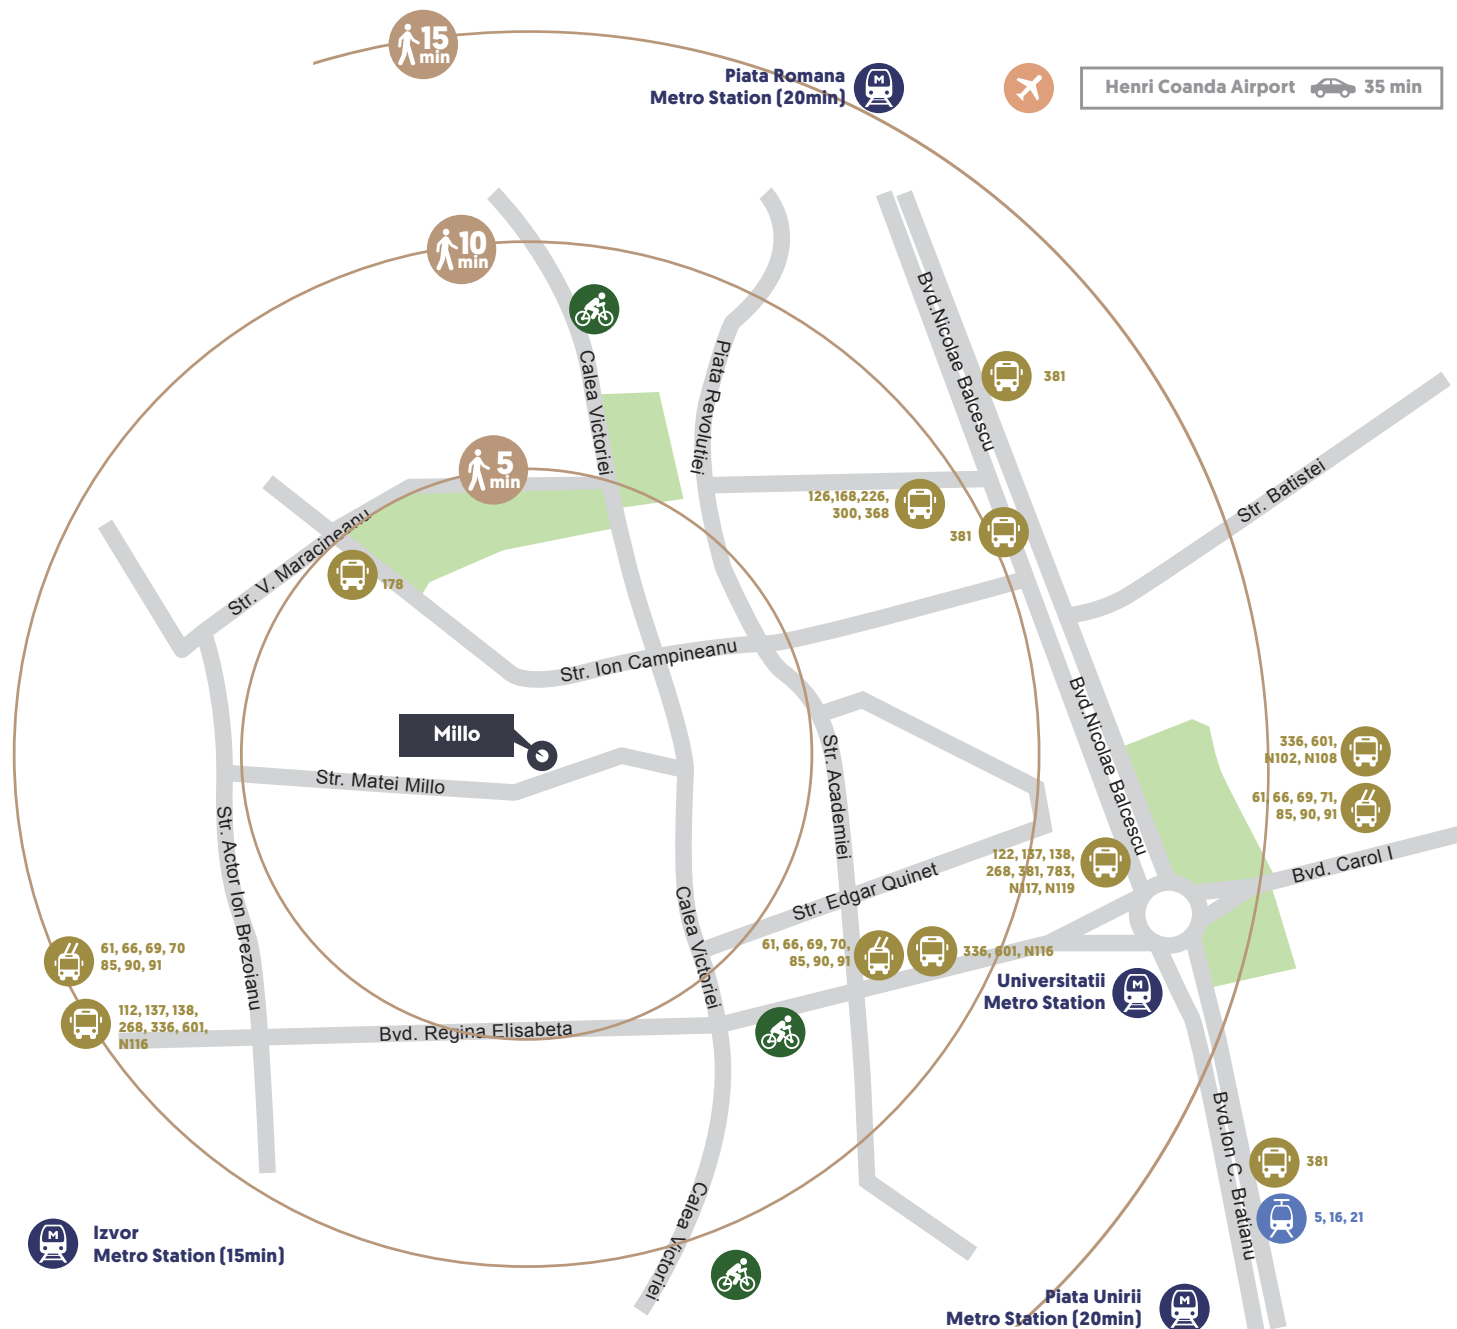 15
min
Piata Romana
Metro Station (20min)
M
Henri Coanda Airport 35 min
10
min
Bvd.Nicolae Balcescu
381
Calea Victoriei
Piata Revolutiei
5
min
126,168,226,
300, 368
381
Str. Batistei
Str. V. Maracineanu
178
Str. Ion Campineanu
Millo
Str. Matei Millo
Str. Academiei
Bvd.Nicolae Balcescu
336, 601,
N102, N108
61, 66, 69, 71,
85, 90, 91
Str. Actor Ion Brezoianu
Calea Victoriei
Str. Edgar Quinet
122, 137, 138,
268, 381, 783,
N117, N119
Bvd. Carol I
61, 66, 69, 70
85, 90, 91
61, 66, 69, 70,
85, 90, 91
336, 601, N116
112, 137, 138,
268, 336, 601,
N116
Bvd. Regina Elisabeta
Universitatii
Metro Station
M
Bvd.Ion C. Bratianu
381
5, 16, 21
Calea Victoriei
M
Izvor
Metro Station (15min)
Piata Unirii
Metro Station (20min)
M